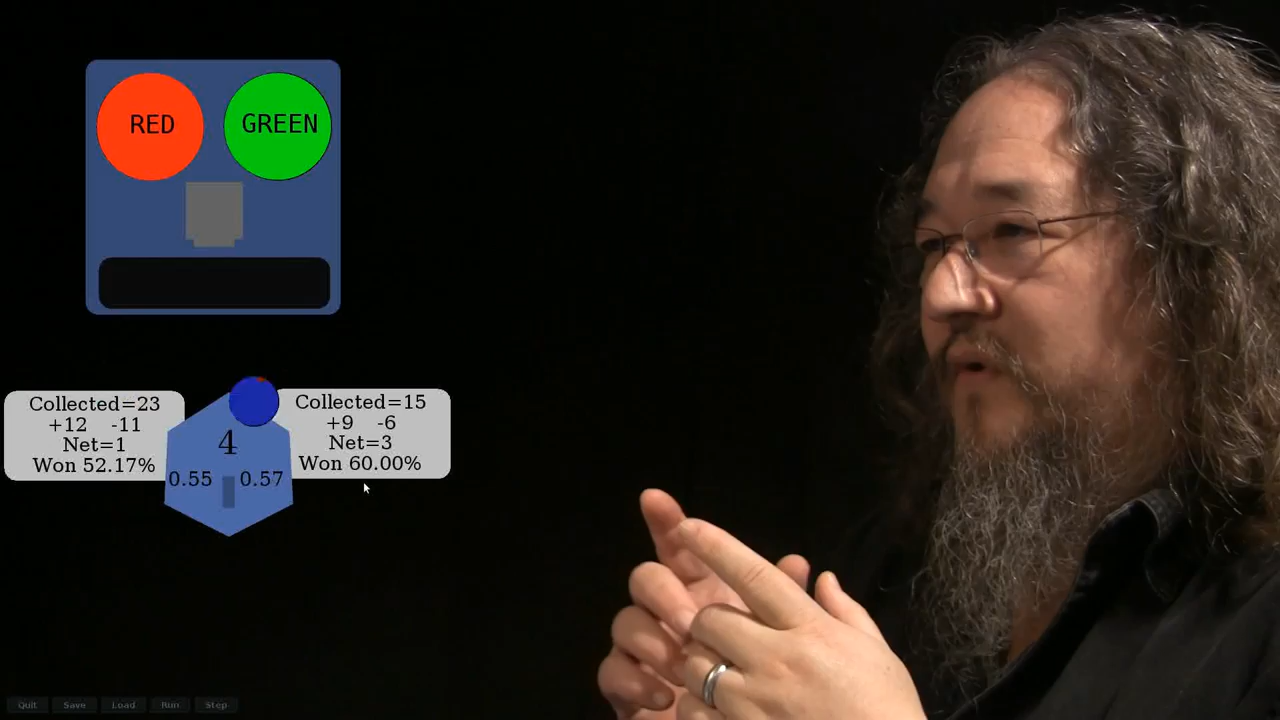 RED
GREEN
Collected=23
+12 -11
Net=1
Won 52.17%
4
0.55 0.57
Collected=15
+9 -6
Net=3
Won 60.00%
Quit Save Load Run Step